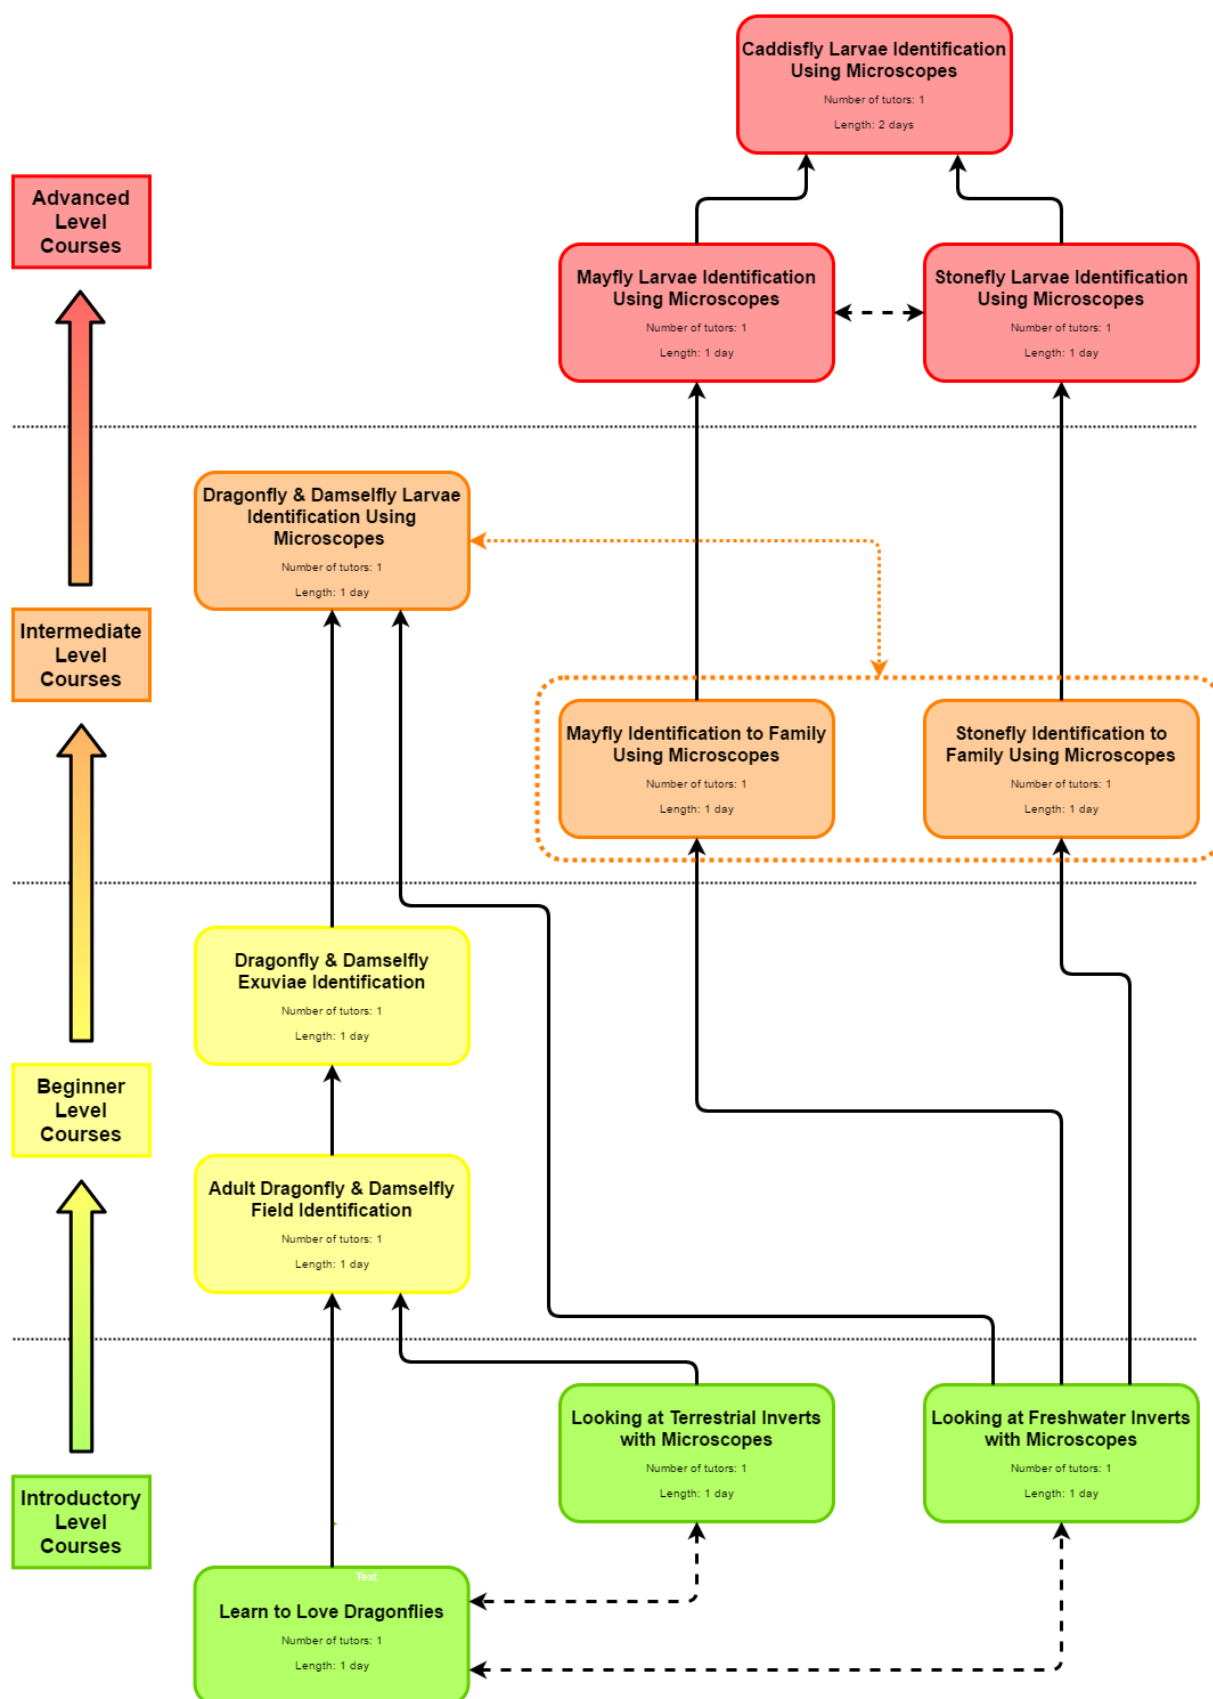 Caddisfly Larvae Identification
Using Microscopes
Number of tutors: 1
Length: 2 days
Advanced
Level
Courses
Mayfly Larvae Identification
Using Microscopes
Number of tutors: 1
Length: 1 day
Stonefly Larvae Identification
Using Microscopes
Number of tutors: 1
Length: 1 day
Dragonfly & Damselfly Larvae
Identification Using
Microscopes
Number of tutors: 1
Length: 1 day
Intermediate
Level
Courses
Mayfly Identification to Family
Using Microscopes
Number of tutors: 1
Length: 1 day
Stonefly Identification to
Family Using Microscopes
Number of tutors: 1
Length: 1 day
Dragonfly & Damselfly
Exuviae Identification
Number of tutors: 1
Length: 1 day
Beginner
Level
Courses
Adult Dragonfly & Damselfly
Field Identification
Number of tutors: 1
Length: 1 day
Looking at Terrestrial Inverts
with Microscopes
Number of tutors: 1
Length: 1 day
Looking at Freshwater Inverts
with Microscopes
Number of tutors: 1
Length: 1 day
Introductory
Level
Courses
Text
Learn to Love Dragonflies
Number of tutors: 1
Length: 1 day